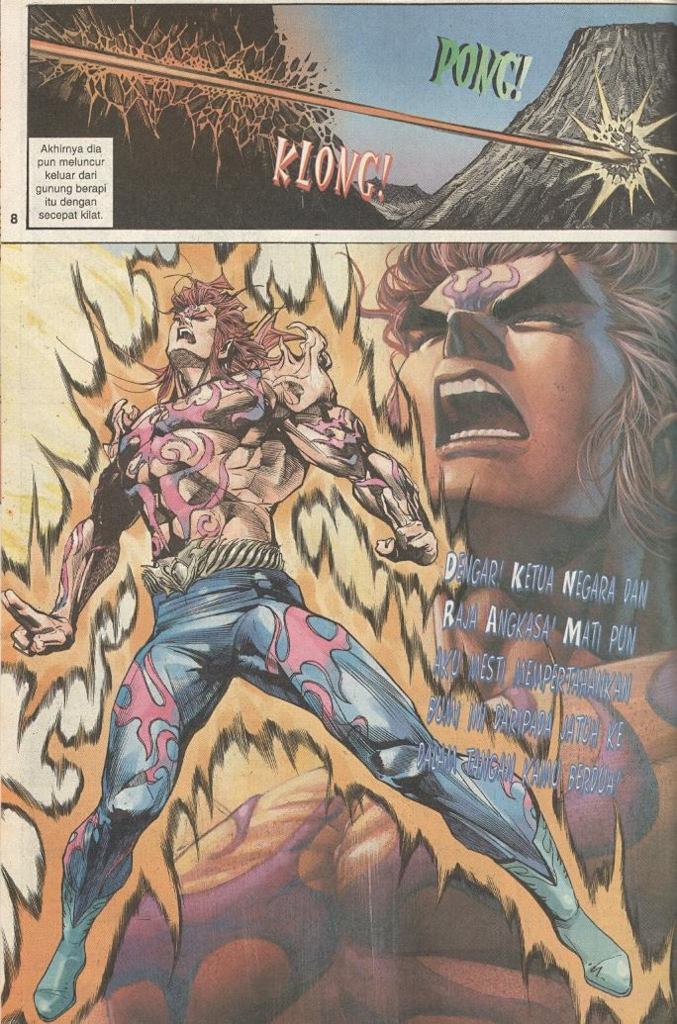 PONG!
KLONG!
Akhirnya dia
pun meluncur
keluar dari
gunung berapi
itu dengan
secepat kilat.
8
DENGAR! KETUA NEGARA DAN
RAJA ANGKASA! MATI PUN
AKU MESTI MEMPERTAHANKAN
BUMI INI DARIPADA JATUH KE
DALAM TANGAN KAMU BERDUA!